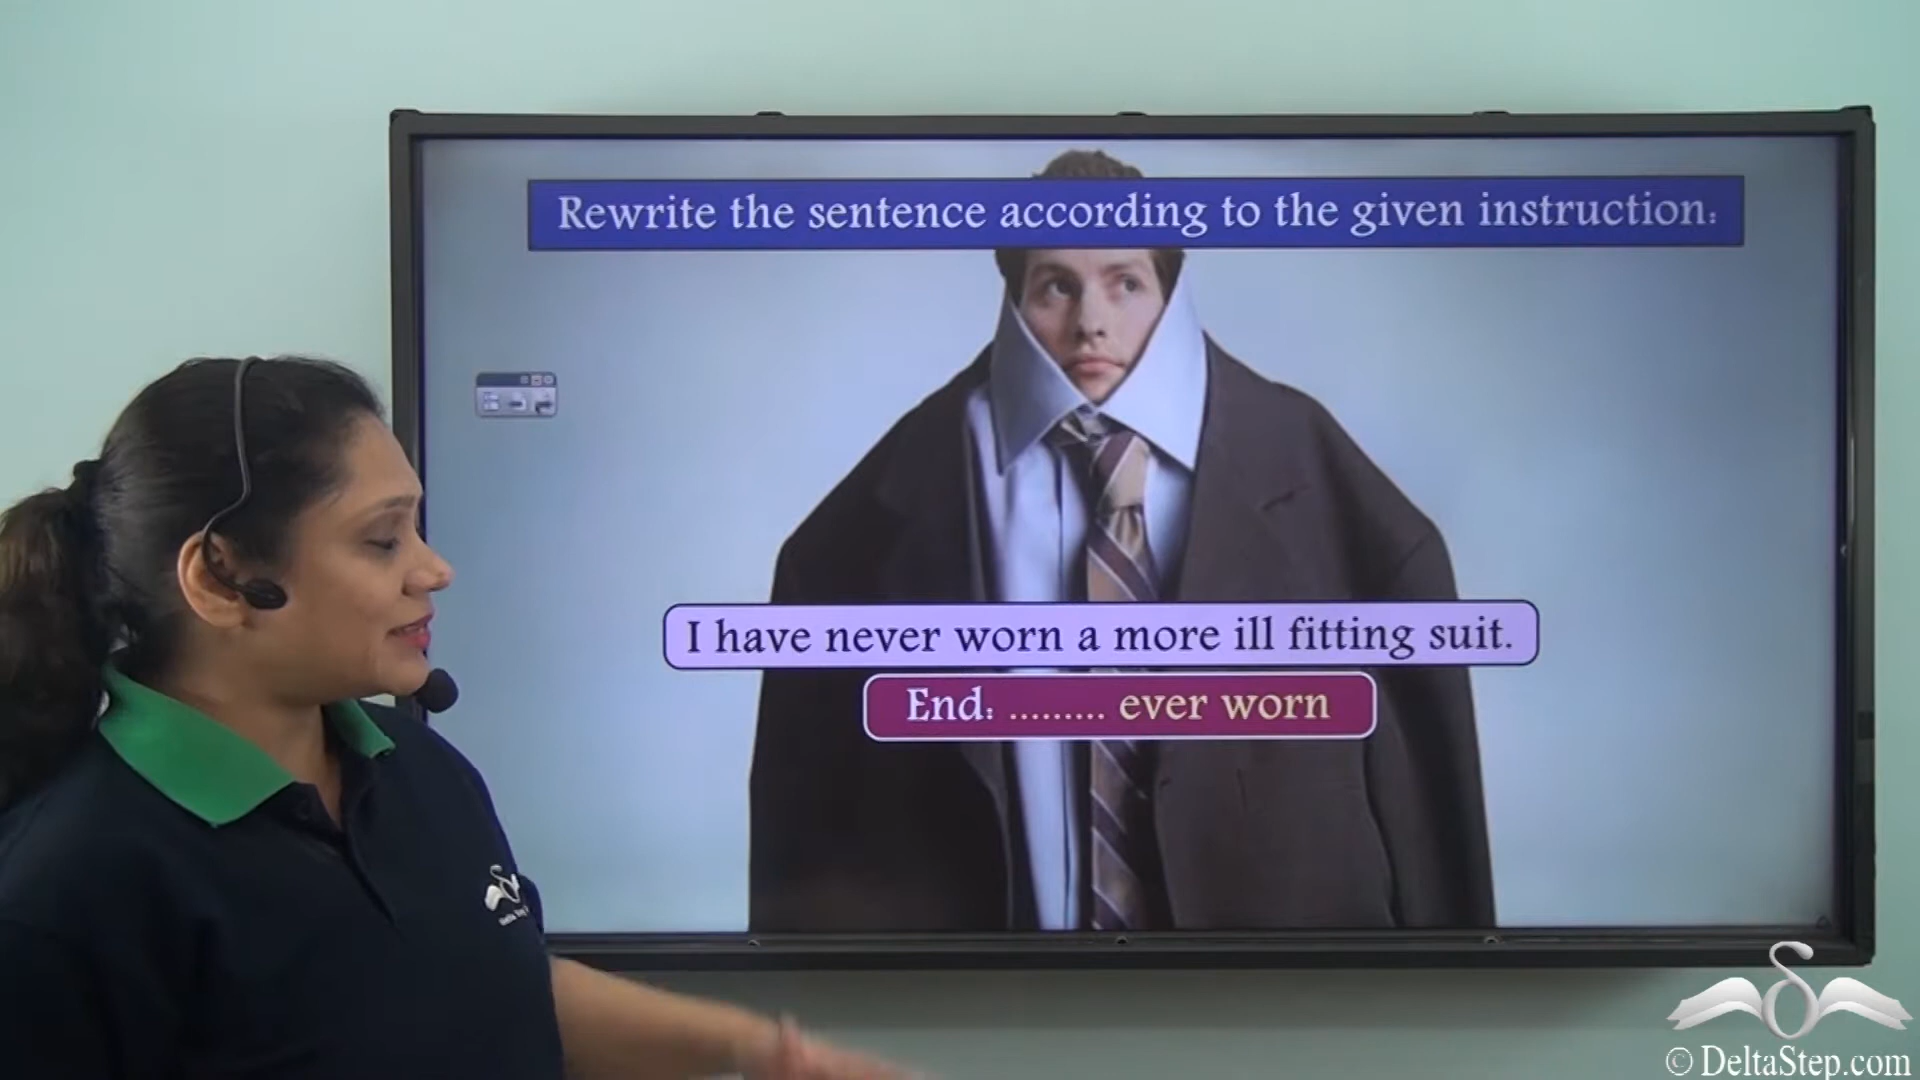 Rewrite the sentence according to the given instruction:
I have never worn a more ill fitting suit.
End: ......... ever worn
© DeltaStep.com